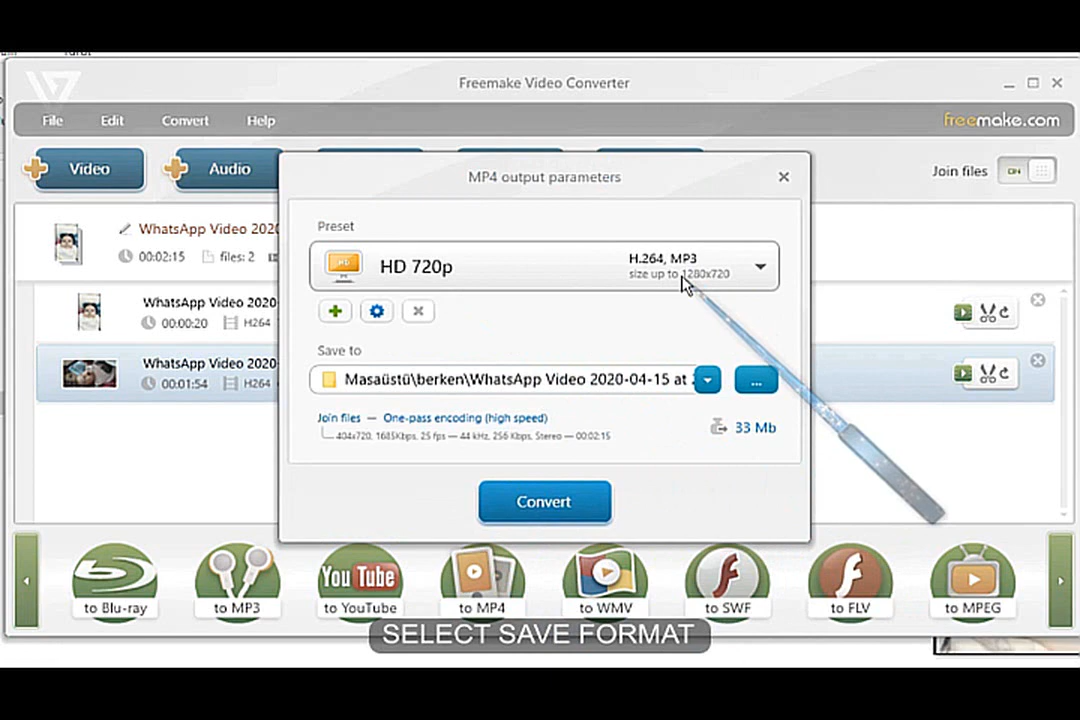 Freemake Video Converter
File Edit Convert Help
freemake.com
Video
Audio
Join files
ON
MP4 output parameters
WhatsApp Video 202
00:02:15 files: 2
WhatsApp Video 2020-
00:00:20 H264
WhatsApp Video 2020-
00:01:54 H264
Preset
HD
HD 720p
H.264, MP3
size up to 1280x720
Save to
Masaüstü\berken\WhatsApp Video 2020-04-15 at
...
Join files — One-pass encoding (high speed)
404x720, 1685Kbps, 25 fps — 44 kHz, 256 Kbps, Stereo — 00:02:15
33 Mb
Convert
You Tube
to Blu-ray
to MP3
to YouTube
to MP4
to WMV
to SWF
to FLV
to MPEG
SELECT SAVE FORMAT